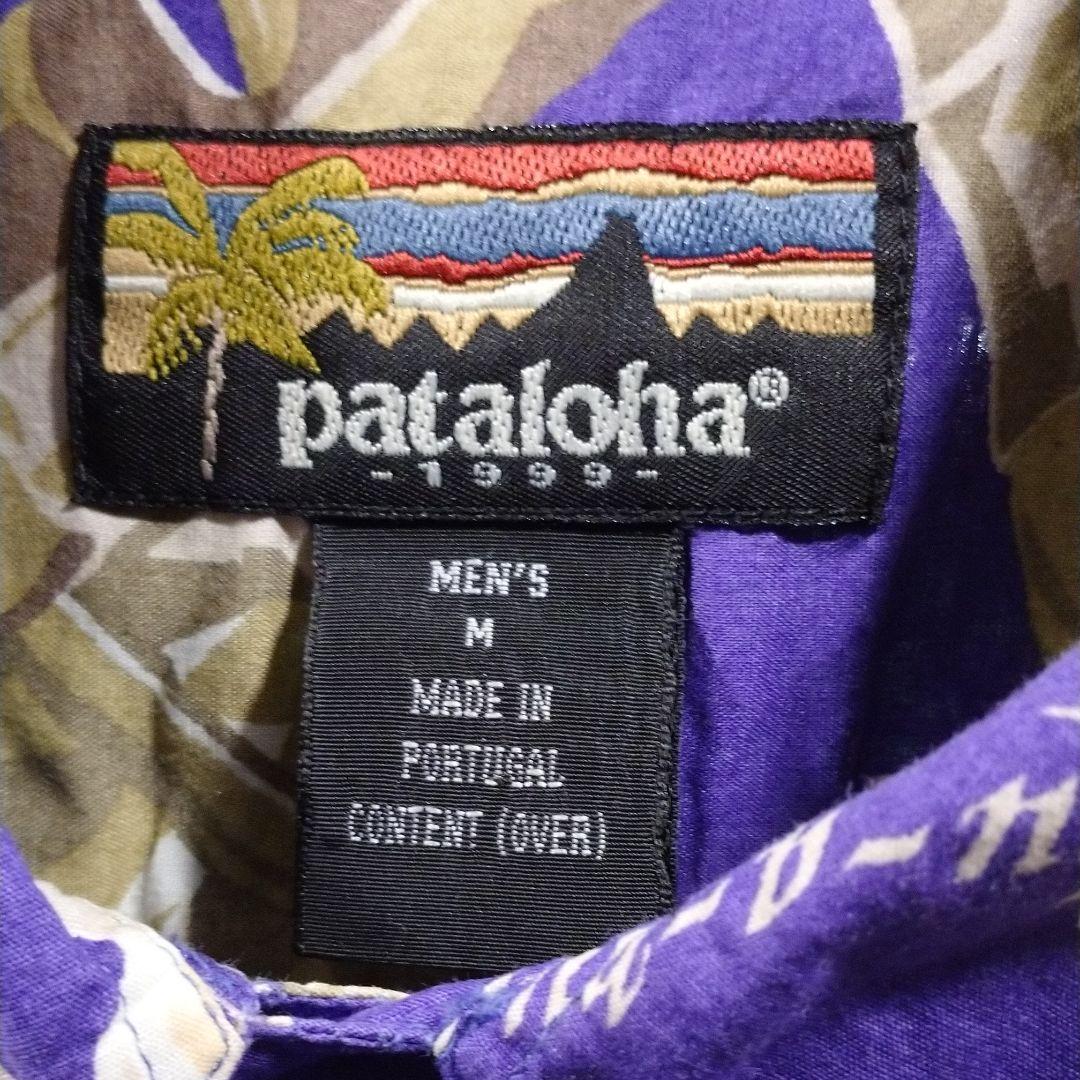 pataloha®
-1999-
MEN'S
M
MADE IN
PORTUGAL
CONTENT (OVER)